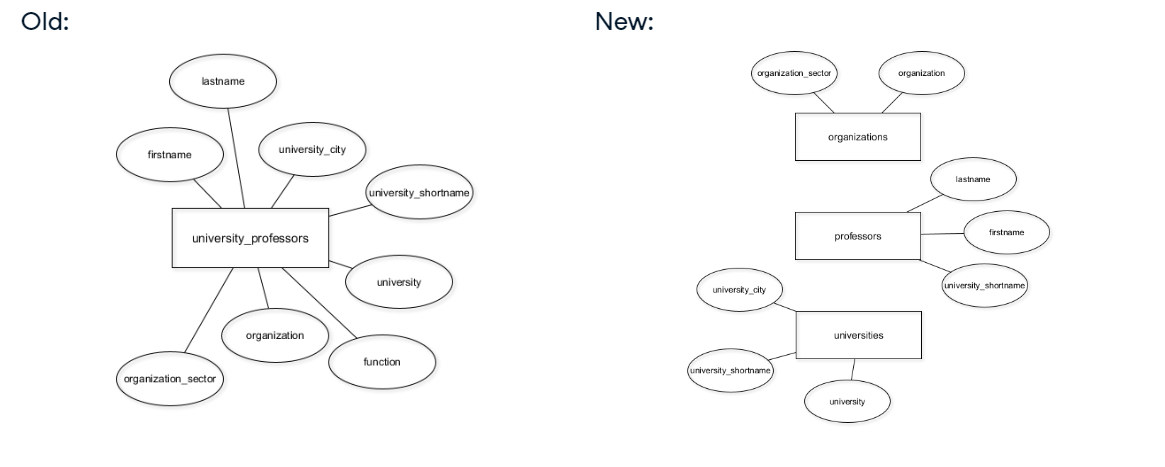 Old:
lastname
firstname
university_city
university_shortname
university_professors
university
organization
function
organization_sector
New:
organization_sector
organization
organizations
lastname
professors
firstname
university_shortname
university_city
universities
university_shortname
university